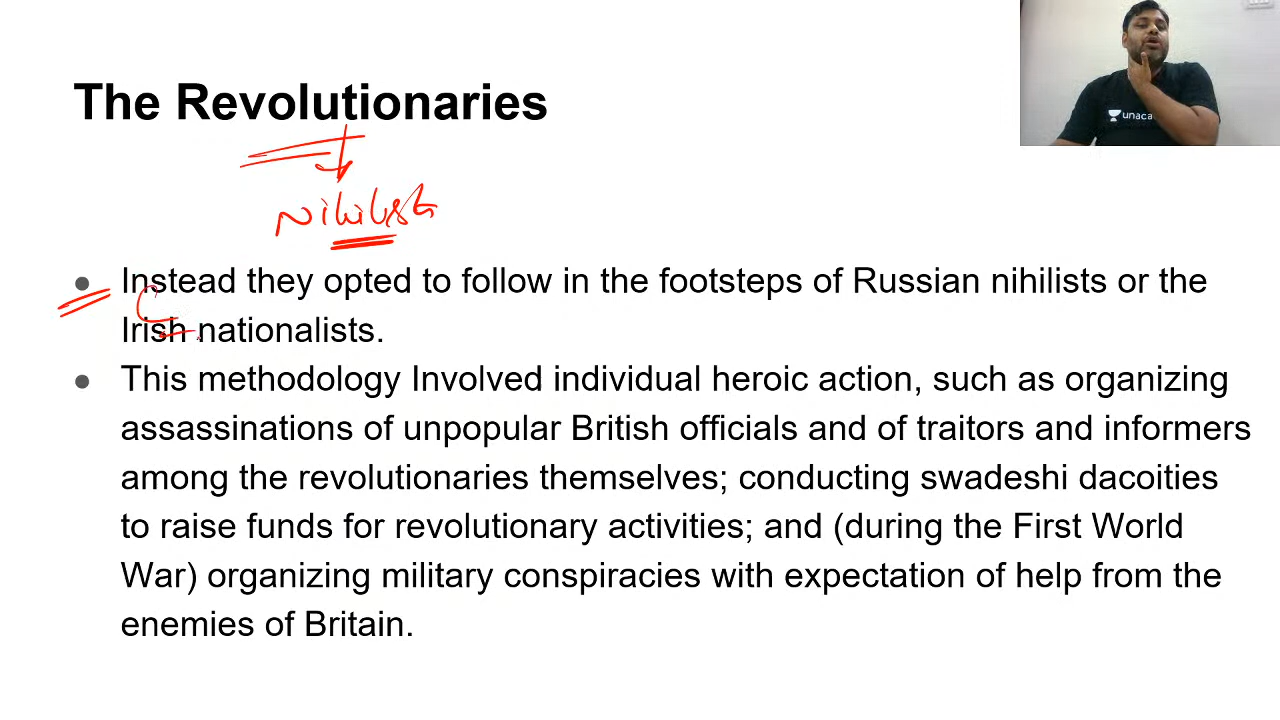 The Revolutionaries
unaca
Nihilist
● Instead they opted to follow in the footsteps of Russian nihilists or the
Irish nationalists.
● This methodology Involved individual heroic action, such as organizing
assassinations of unpopular British officials and of traitors and informers
among the revolutionaries themselves; conducting swadeshi dacoities
to raise funds for revolutionary activities; and (during the First World
War) organizing military conspiracies with expectation of help from the
enemies of Britain.